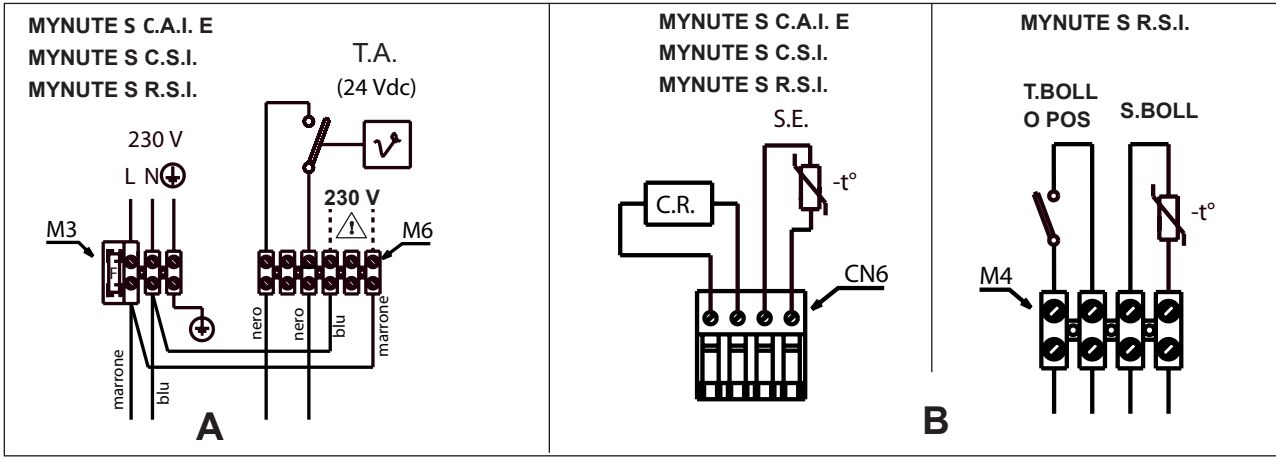 MYNUTE S C.A.I. E
MYNUTE S C.S.I.
MYNUTE S R.S.I.
T.A.
(24 Vdc)
230 V
L N
230 V
M3
M6
F
nero
nero
blu
marrone
marrone
blu
A
MYNUTE S C.A.I. E
MYNUTE S C.S.I.
MYNUTE S R.S.I.
S.E.
-t°
C.R.
CN6
MYNUTE S R.S.I.
T.BOLL
O POS
S.BOLL
-t°
M4
B